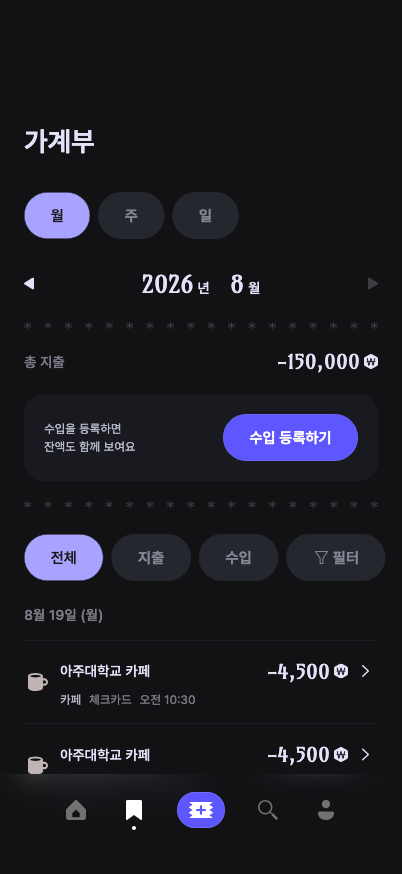 가계부
월 주 일
2026 년 8 월
* * * * * * * * * * * * * * * * * *
총 지출 -150,000 ₩
수입을 등록하면
잔액도 함께 보여요
수입 등록하기
* * * * * * * * * * * * * * * * * *
전체 지출 수입 필터
8월 19일 (월)
아주대학교 카페 -4,500 ₩
카페 체크카드 오전 10:30
아주대학교 카페 -4,500 ₩